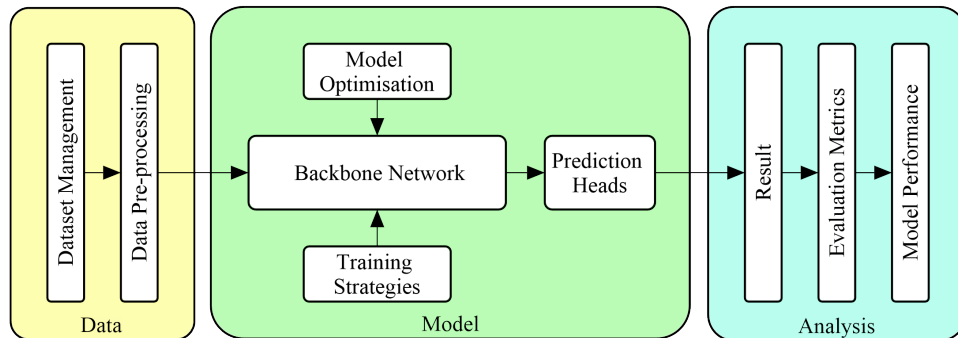 Dataset Management
Data Pre-processing
Data
Model
Optimisation
Backbone Network
Training
Strategies
Prediction
Heads
Model
Result
Evaluation Metrics
Model Performance
Analysis